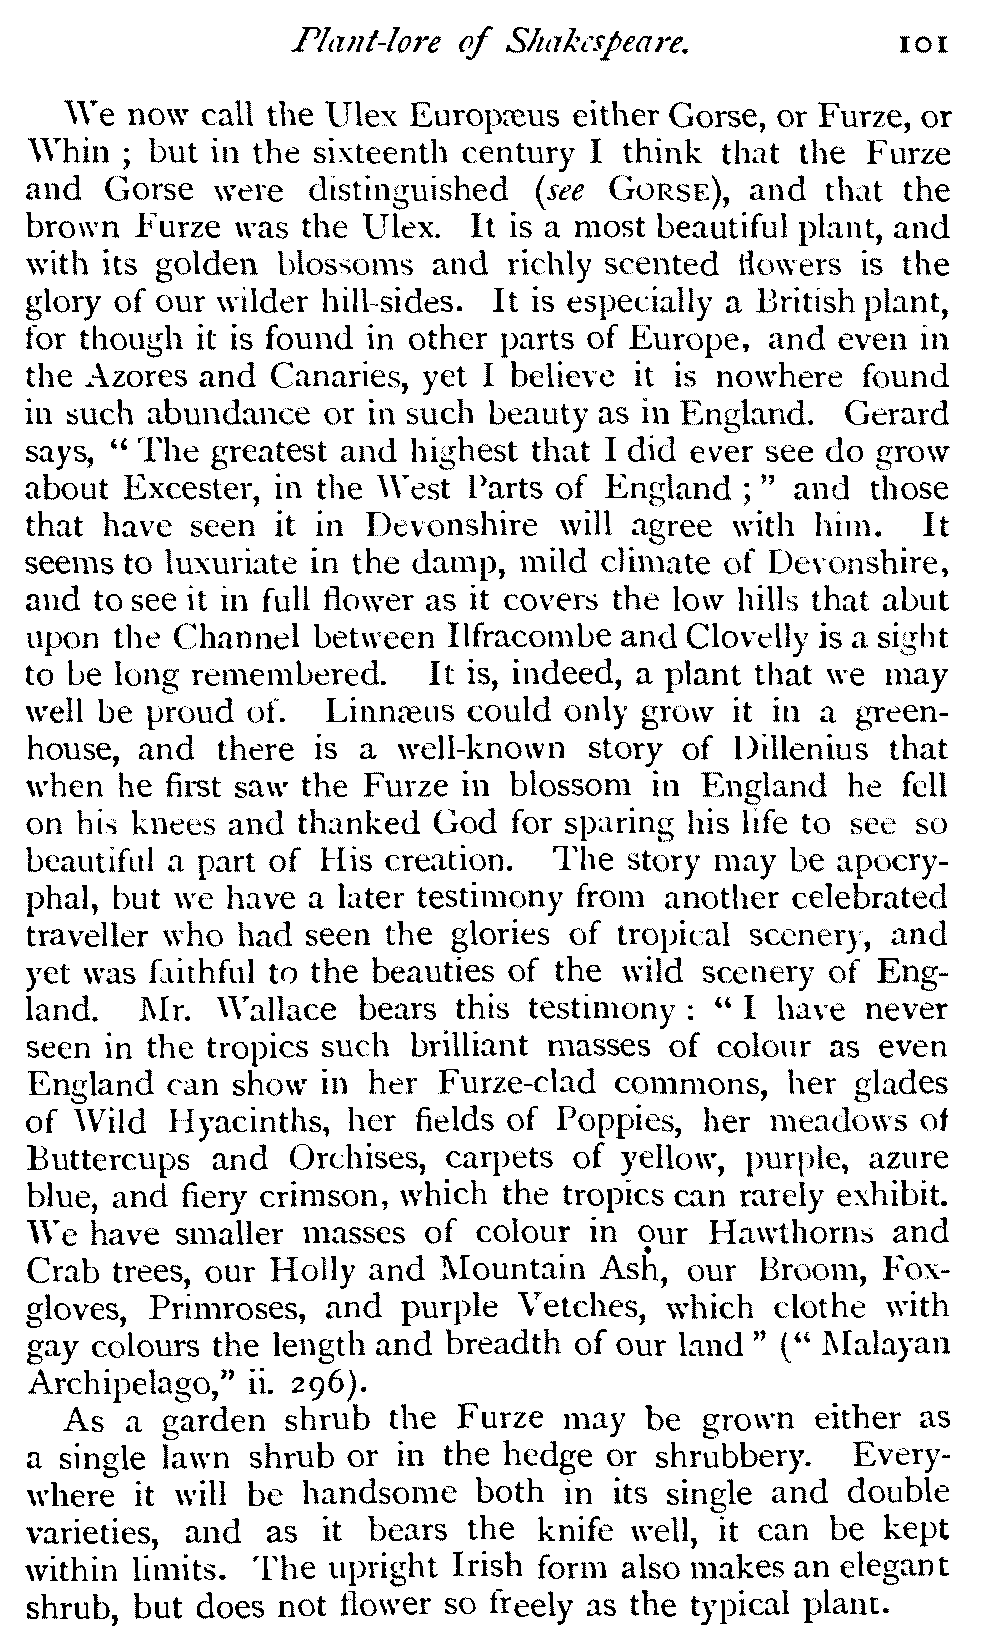 Plant-lore of Shakespeare. 101
We now call the Ulex Europæus either Gorse, or Furze, or
Whin ; but in the sixteenth century I think that the Furze
and Gorse were distinguished (see GORSE), and that the
brown Furze was the Ulex. It is a most beautiful plant, and
with its golden blossoms and richly scented flowers is the
glory of our wilder hill-sides. It is especially a British plant,
for though it is found in other parts of Europe, and even in
the Azores and Canaries, yet I believe it is nowhere found
in such abundance or in such beauty as in England. Gerard
says, “ The greatest and highest that I did ever see do grow
about Excester, in the West Parts of England ; ” and those
that have seen it in Devonshire will agree with him. It
seems to luxuriate in the damp, mild climate of Devonshire,
and to see it in full flower as it covers the low hills that abut
upon the Channel between Ilfracombe and Clovelly is a sight
to be long remembered. It is, indeed, a plant that we may
well be proud of. Linnæus could only grow it in a green-
house, and there is a well-known story of Dillenius that
when he first saw the Furze in blossom in England he fell
on his knees and thanked God for sparing his life to see so
beautiful a part of His creation. The story may be apocry-
phal, but we have a later testimony from another celebrated
traveller who had seen the glories of tropical scenery, and
yet was faithful to the beauties of the wild scenery of Eng-
land. Mr. Wallace bears this testimony : “ I have never
seen in the tropics such brilliant masses of colour as even
England can show in her Furze-clad commons, her glades
of Wild Hyacinths, her fields of Poppies, her meadows of
Buttercups and Orchises, carpets of yellow, purple, azure
blue, and fiery crimson, which the tropics can rarely exhibit.
We have smaller masses of colour in our Hawthorns and
Crab trees, our Holly and Mountain Ash, our Broom, Fox-
gloves, Primroses, and purple Vetches, which clothe with
gay colours the length and breadth of our land ” (“ Malayan
Archipelago,” ii. 296).
As a garden shrub the Furze may be grown either as
a single lawn shrub or in the hedge or shrubbery. Every-
where it will be handsome both in its single and double
varieties, and as it bears the knife well, it can be kept
within limits. The upright Irish form also makes an elegant
shrub, but does not flower so freely as the typical plant.